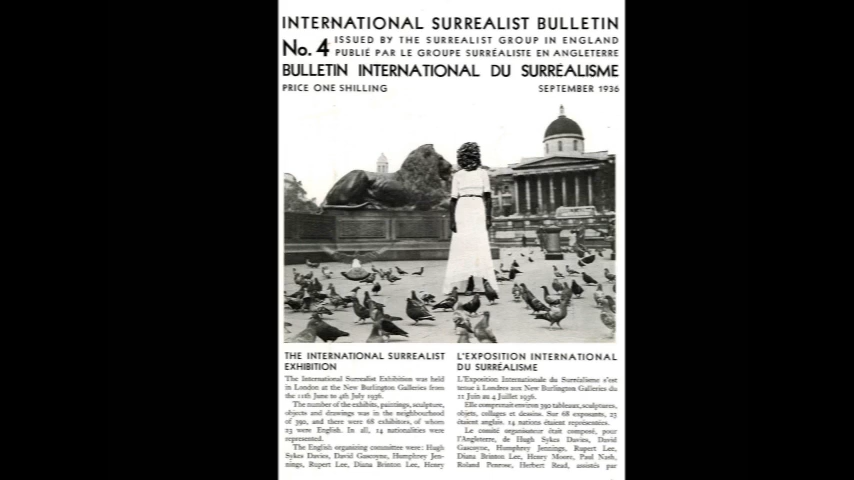 INTERNATIONAL SURREALIST BULLETIN
No. 4 ISSUED BY THE SURREALIST GROUP IN ENGLAND
PUBLIÉ PAR LE GROUPE SURRÉALISTE EN ANGLETERRE
BULLETIN INTERNATIONAL DU SURRÉALISME
PRICE ONE SHILLING SEPTEMBER 1936
THE INTERNATIONAL SURREALIST
EXHIBITION
The International Surrealist Exhibition was held
in London at the New Burlington Galleries from
the 11th June to 4th July 1936.
The number of the exhibits, paintings, sculpture,
objects and drawings was in the neighbourhood
of 390, and there were 68 exhibitors, of whom
23 were English. In all, 14 nationalities were
represented.
The English organizing committee were: Hugh
Sykes Davies, David Gascoyne, Humphrey Jen-
nings, Rupert Lee, Diana Brinton Lee, Henry
L'EXPOSITION INTERNATIONAL
DU SURRÉALISME
L'Exposition Internationale du Surréalisme s'est
tenue à Londres aux New Burlington Galleries du
11 Juin au 4 Juillet 1936.
Elle comprenait environ 390 tableaux, sculptures,
objets, collages et dessins. Sur 68 exposants, 23
étaient anglais. 14 nations étaient représentées.
Le comité organisateur était composé, pour
l'Angleterre, de Hugh Sykes Davies, David
Gascoyne, Humphrey Jennings, Rupert Lee,
Diana Brinton Lee, Henry Moore, Paul Nash,
Roland Penrose, Herbert Read, assistés par